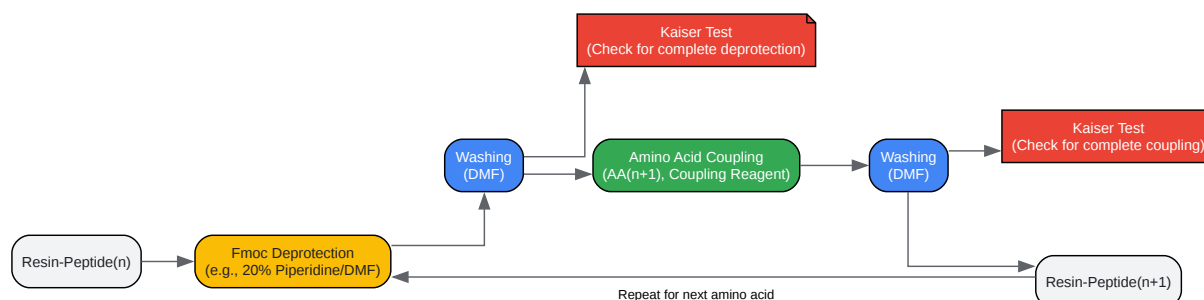 Kaiser Test
(Check for complete deprotection)
Kaiser Test
(Check for complete coupling)
Washing
(DMF)
Amino Acid Coupling
(AA(n+1), Coupling Reagent)
Washing
(DMF)
Resin-Peptide(n)
Fmoc Deprotection
(e.g., 20% Piperidine/DMF)
Resin-Peptide(n+1)
Repeat for next amino acid